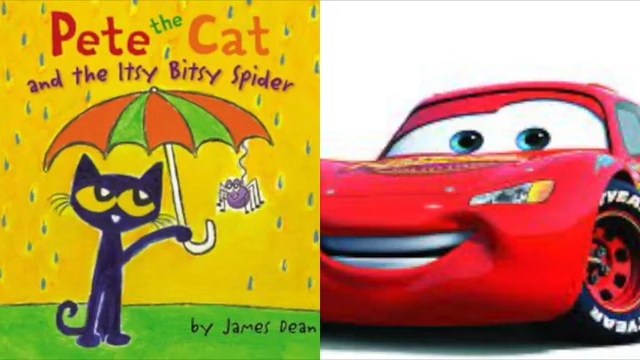 Pete the Cat
and the Itsy Bitsy Spider
by James Dean